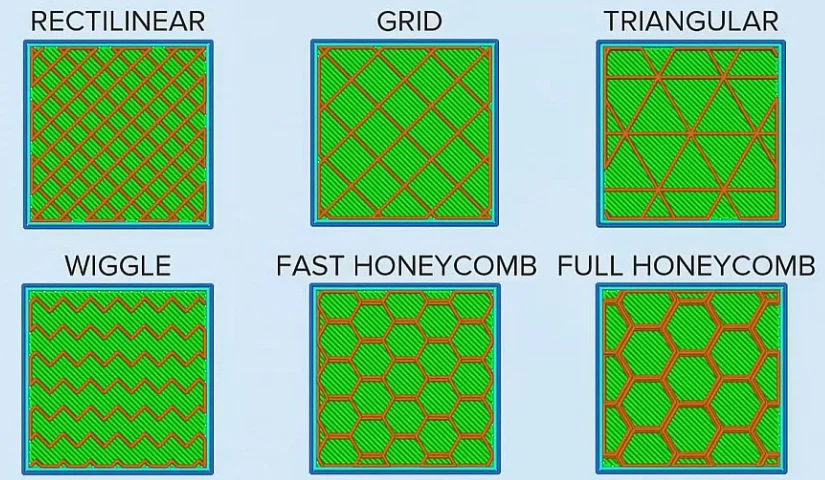 RECTILINEAR
GRID
TRIANGULAR
WIGGLE
FAST HONEYCOMB
FULL HONEYCOMB